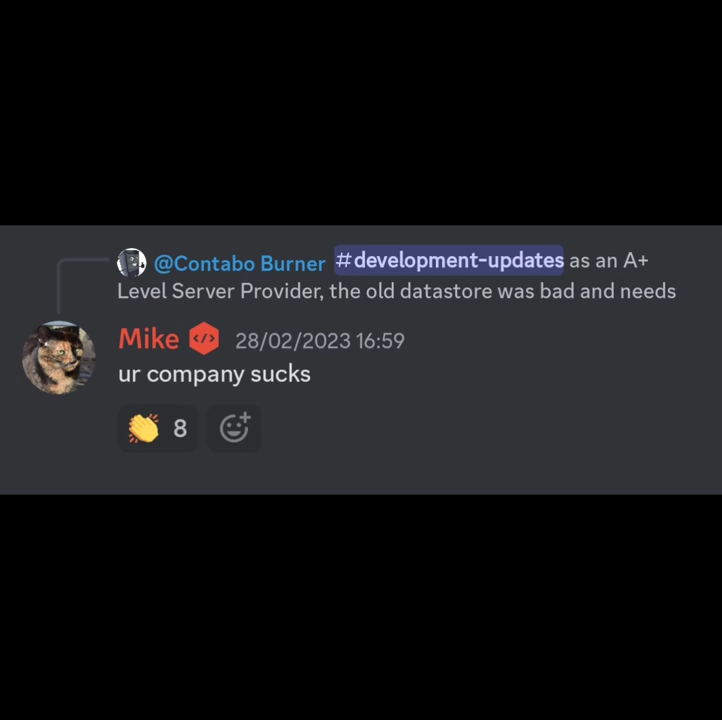 @Contabo Burner #development-updates as an A+
Level Server Provider, the old datastore was bad and needs
Mike </> 28/02/2023 16:59
ur company sucks
👏 8